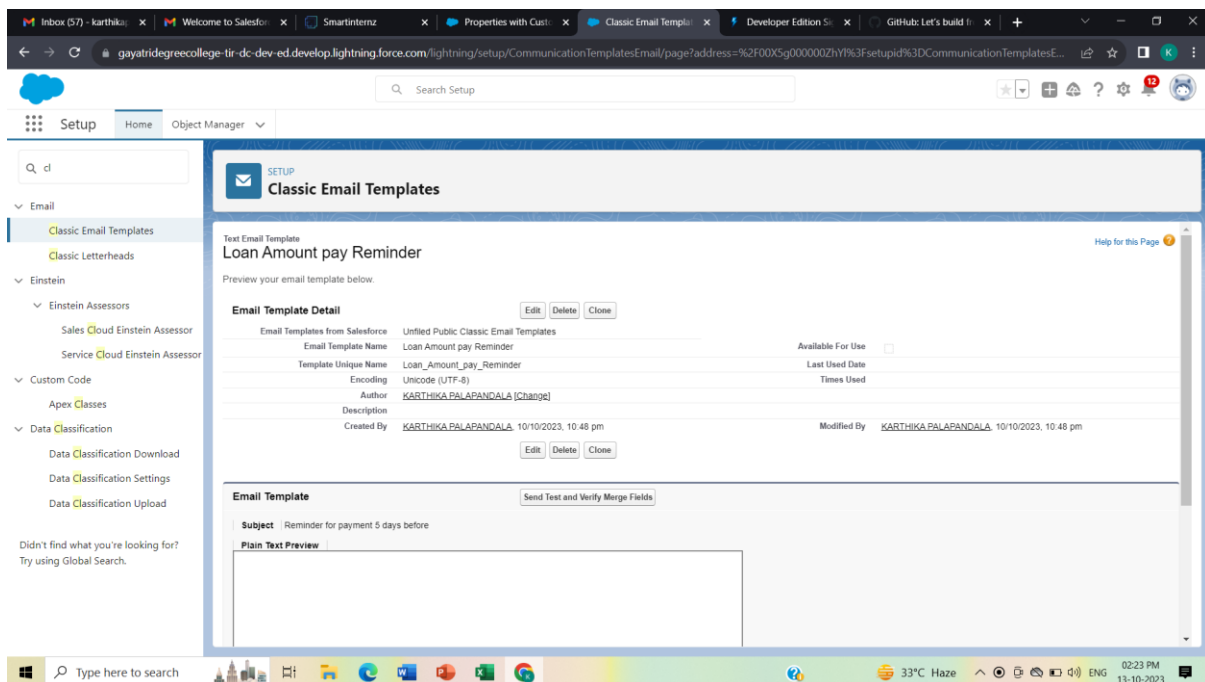 Inbox (57) - karthikap
Welcome to Salesforc
Smartinternz
Properties with Custo
Classic Email Templat
Developer Edition Sig
GitHub: Let's build fr
gayatridegreecollege-tir-dc-dev-ed.develop.lightning.force.com/lightning/setup/CommunicationTemplatesEmail/page?address=%2F00X5g000000ZhYl%3Fsetupid%3DCommunicationTemplatesE...
K
Search Setup
12
Setup
Home
Object Manager
cl
SETUP
Classic Email Templates
Email
Classic Email Templates
Classic Letterheads
Einstein
Einstein Assessors
Sales Cloud Einstein Assessor
Service Cloud Einstein Assessor
Custom Code
Apex Classes
Data Classification
Data Classification Download
Data Classification Settings
Data Classification Upload
Didn't find what you're looking for?
Try using Global Search.
Text Email Template
Loan Amount pay Reminder
Help for this Page
Preview your email template below.
Email Template Detail
Edit Delete Clone
Email Templates from Salesforce Unfiled Public Classic Email Templates
Email Template Name Loan Amount pay Reminder Available For Use
Template Unique Name Loan_Amount_pay_Reminder Last Used Date
Encoding Unicode (UTF-8) Times Used
Author KARTHIKA PALAPANDALA [Change]
Description
Created By KARTHIKA PALAPANDALA, 10/10/2023, 10:48 pm Modified By KARTHIKA PALAPANDALA, 10/10/2023, 10:48 pm
Edit Delete Clone
Email Template Send Test and Verify Merge Fields
Subject Reminder for payment 5 days before
Plain Text Preview
Type here to search
33°C Haze
ENG
02:23 PM
13-10-2023